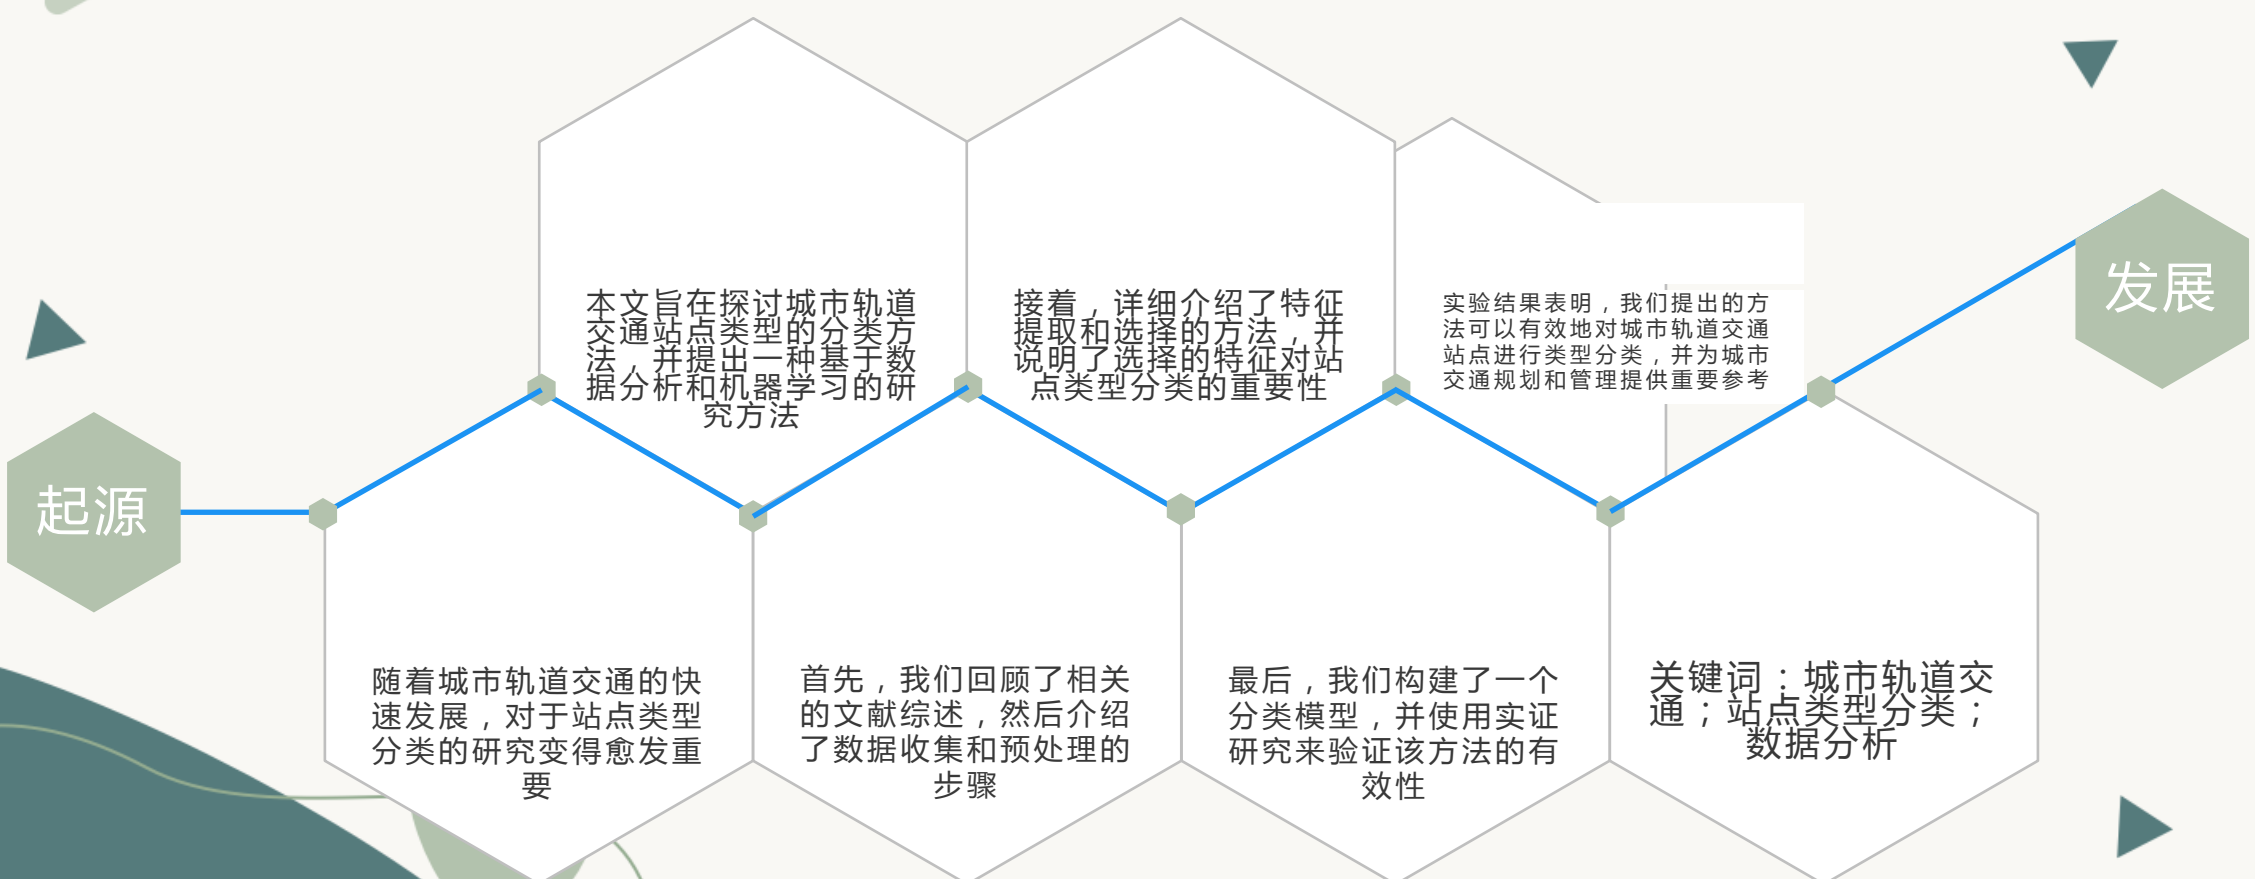 起源
随着城市轨道交通的快
速发展，对于站点类型
分类的研究变得愈发重
要
本文旨在探讨城市轨道
交通站点类型的分类方
法，并提出一种基于数
据分析和机器学习的研
究方法
首先，我们回顾了相关
的文献综述，然后介绍
了数据收集和预处理的
步骤
接着，详细介绍了特征
提取和选择的方法，并
说明了选择的特征对站
点类型分类的重要性
最后，我们构建了一个
分类模型，并使用实证
研究来验证该方法的有
效性
实验结果表明，我们提出的方
法可以有效地对城市轨道交通
站点进行类型分类，并为城市
交通规划和管理提供重要参考
关键词：城市轨道交
通；站点类型分类；
数据分析
发展